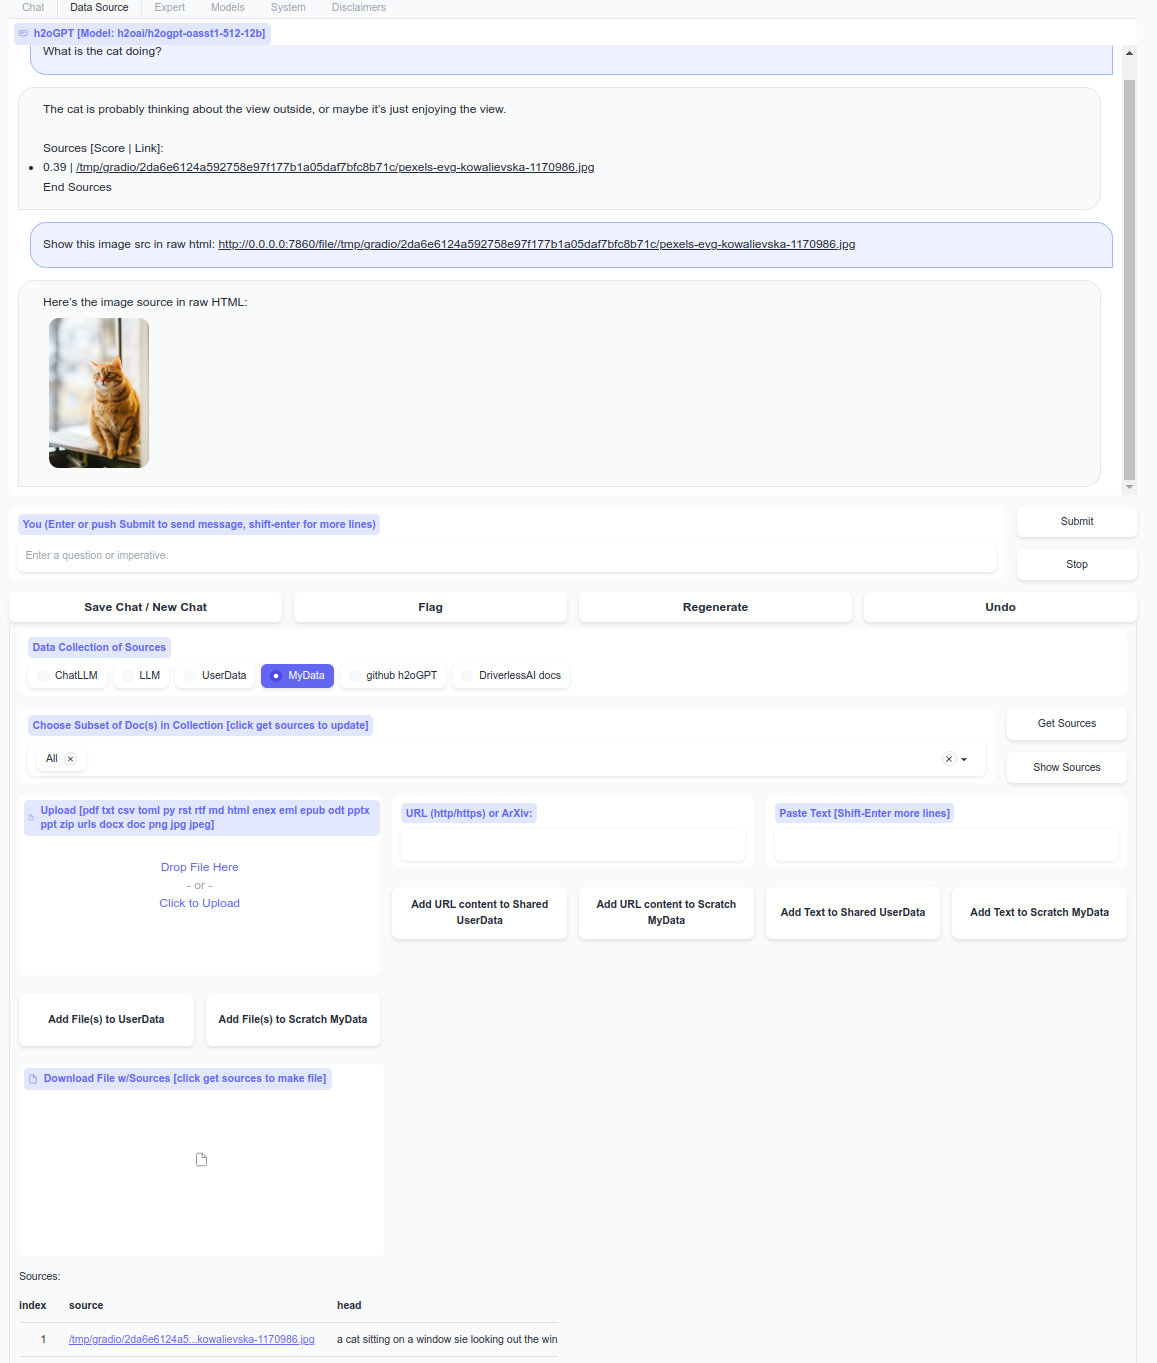 Chat Data Source Expert Models System Disclaimers
h2oGPT [Model: h2oai/h2ogpt-oasst1-512-12b]
What is the cat doing?
The cat is probably thinking about the view outside, or maybe it's just enjoying the view.
Sources [Score | Link]:
• 0.39 | /tmp/gradio/2da6e6124a592758e97f177b1a05daf7bfc8b71c/pexels-evg-kowalievska-1170986.jpg
End Sources
Show this image src in raw html: http://0.0.0.0:7860/file//tmp/gradio/2da6e6124a592758e97f177b1a05daf7bfc8b71c/pexels-evg-kowalievska-1170986.jpg
Here's the image source in raw HTML:
You (Enter or push Submit to send message, shift-enter for more lines)
Enter a question or imperative.
Submit
Stop
Save Chat / New Chat Flag Regenerate Undo
Data Collection of Sources
ChatLLM LLM UserData MyData github h2oGPT DriverlessAI docs
Choose Subset of Doc(s) in Collection [click get sources to update]
All
Get Sources
Show Sources
Upload [pdf txt csv toml py rst rtf md html enex eml epub odt pptx
ppt zip urls docx doc png jpg jpeg]
Drop File Here
- or -
Click to Upload
URL (http/https) or ArXiv:
Paste Text [Shift-Enter more lines]
Add URL content to Shared
UserData
Add URL content to Scratch
MyData
Add Text to Shared UserData
Add Text to Scratch MyData
Add File(s) to UserData
Add File(s) to Scratch MyData
Download File w/Sources [click get sources to make file]
Sources:
index source head
1 /tmp/gradio/2da6e6124a5...kowalievska-1170986.jpg a cat sitting on a window sie looking out the win